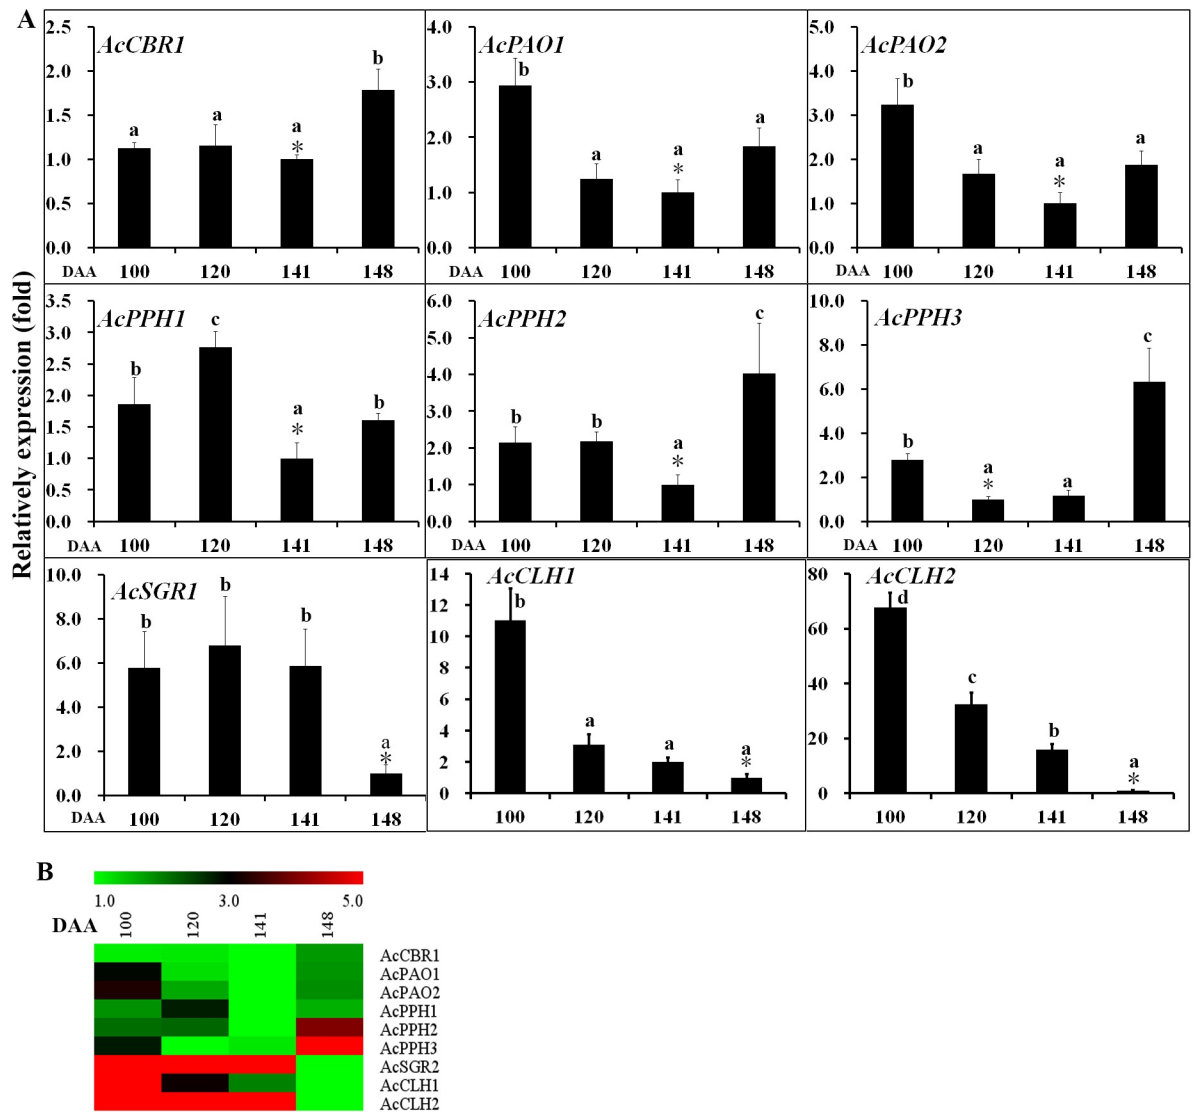 A
Relatively expression (fold)
AcCBR1
2.5
2.0
1.5
1.0
0.5
0.0
a
a
a
*
b
DAA 100 120 141 148
AcPAO1
4.0
3.0
2.0
1.0
0.0
b
a
a
*
a
100 120 141 148
AcPAO2
5.0
4.0
3.0
2.0
1.0
0.0
b
a
a
*
a
DAA 100 120 141 148
AcPPH1
3.5
3.0
2.5
2.0
1.5
1.0
0.5
0.0
b
c
a
*
b
DAA 100 120 141 148
AcPPH2
6.0
5.0
4.0
3.0
2.0
1.0
0.0
b
b
a
*
c
100 120 141 148
AcPPH3
10.0
8.0
6.0
4.0
2.0
0.0
b
a
*
a
c
DAA 100 120 141 148
AcSGR1
10.0
8.0
6.0
4.0
2.0
0.0
b
b
b
a
*
DAA 100 120 141 148
AcCLH1
14
12
10
8
6
4
2
0
b
a
a
a
*
100 120 141 148
AcCLH2
80
60
40
20
0
d
c
b
a
*
100 120 141 148
B
1.0 3.0 5.0
DAA 100 120 141 148
AcCBR1
AcPAO1
AcPAO2
AcPPH1
AcPPH2
AcPPH3
AcSGR2
AcCLH1
AcCLH2